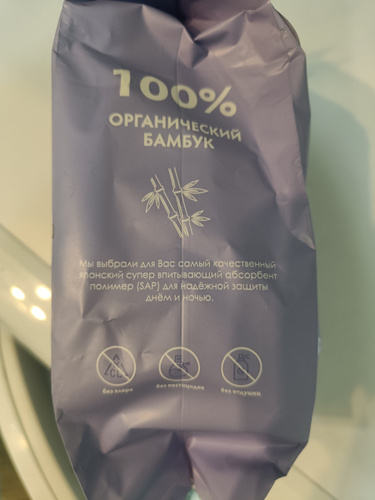 100%
ОРГАНИЧЕСКИЙ
БАМБУК
Мы выбрали для Вас самый качественный
японский супер впитывающий абсорбент
полимер (SAP) для надёжной защиты
днём и ночью.
без хлора
без пестицидов
без отдушки